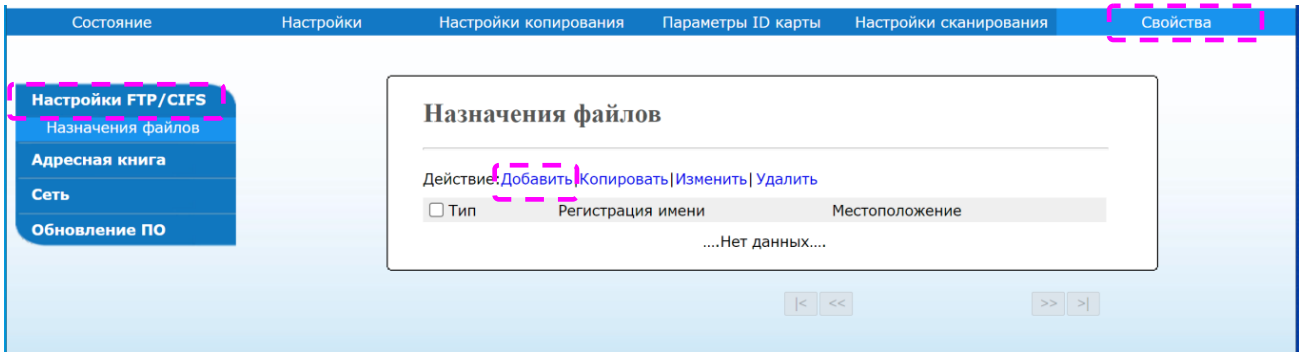 Состояние Настройки Настройки копирования Параметры ID карты Настройки сканирования Свойства
Настройки FTP/CIFS
Назначения файлов
Адресная книга
Сеть
Обновление ПО
Назначения файлов
Действие:Добавить|Копировать|Изменить| Удалить
Тип Регистрация имени Местоположение
....Нет данных....
|< << >> >|